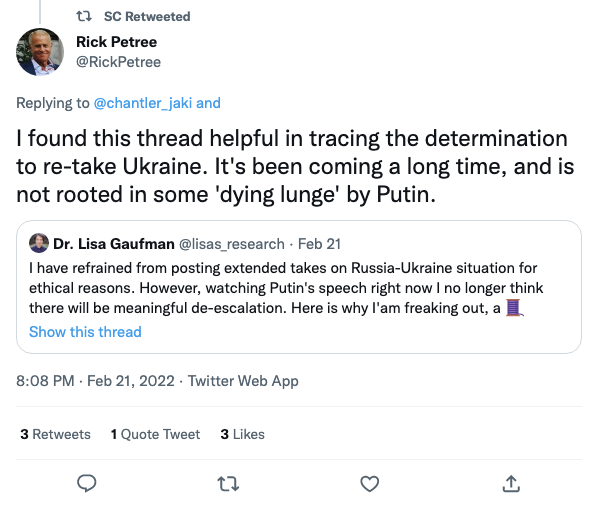 SC Retweeted
Rick Petree
@RickPetree
Replying to @chantler_jaki and
I found this thread helpful in tracing the determination
to re-take Ukraine. It's been coming a long time, and is
not rooted in some 'dying lunge' by Putin.
Dr. Lisa Gaufman @lisas_research · Feb 21
I have refrained from posting extended takes on Russia-Ukraine situation for
ethical reasons. However, watching Putin's speech right now I no longer think
there will be meaningful de-escalation. Here is why I'am freaking out, a 🧵
Show this thread
8:08 PM · Feb 21, 2022 · Twitter Web App
3 Retweets 1 Quote Tweet 3 Likes